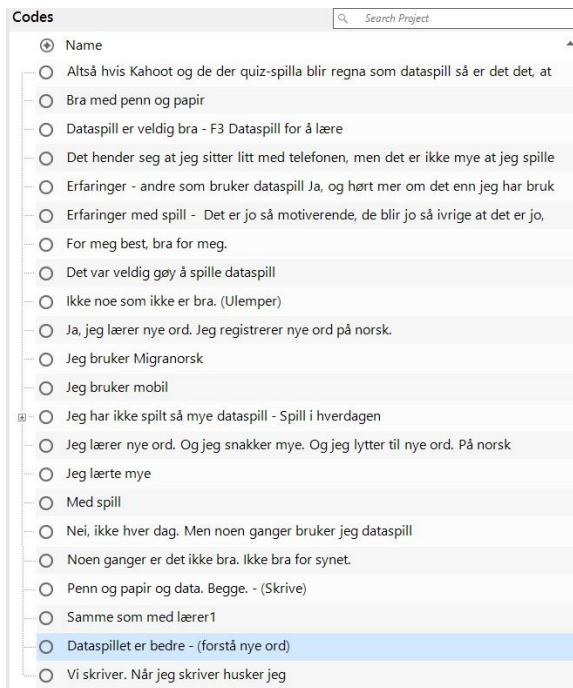 Codes
Search Project
Name
Altså hvis Kahoot og de der quiz-spilla blir regna som dataspill så er det det, at
Bra med penn og papir
Dataspill er veldig bra - F3 Dataspill for å lære
Det hender seg at jeg sitter litt med telefonen, men det er ikke mye at jeg spille
Erfaringer - andre som bruker dataspill Ja, og hørt mer om det enn jeg har bruk
Erfaringer med spill - Det er jo så motiverende, de blir jo så ivrige at det er jo,
For meg best, bra for meg.
Det var veldig gøy å spille dataspill
Ikke noe som ikke er bra. (Ulemper)
Ja, jeg lærer nye ord. Jeg registrerer nye ord på norsk.
Jeg bruker Migranorsk
Jeg bruker mobil
Jeg har ikke spilt så mye dataspill - Spill i hverdagen
Jeg lærer nye ord. Og jeg snakker mye. Og jeg lytter til nye ord. På norsk
Jeg lærte mye
Med spill
Nei, ikke hver dag. Men noen ganger bruker jeg dataspill
Noen ganger er det ikke bra. Ikke bra for synet.
Penn og papir og data. Begge. - (Skrive)
Samme som med lærer1
Dataspillet er bedre - (forstå nye ord)
Vi skriver. Når jeg skriver husker jeg